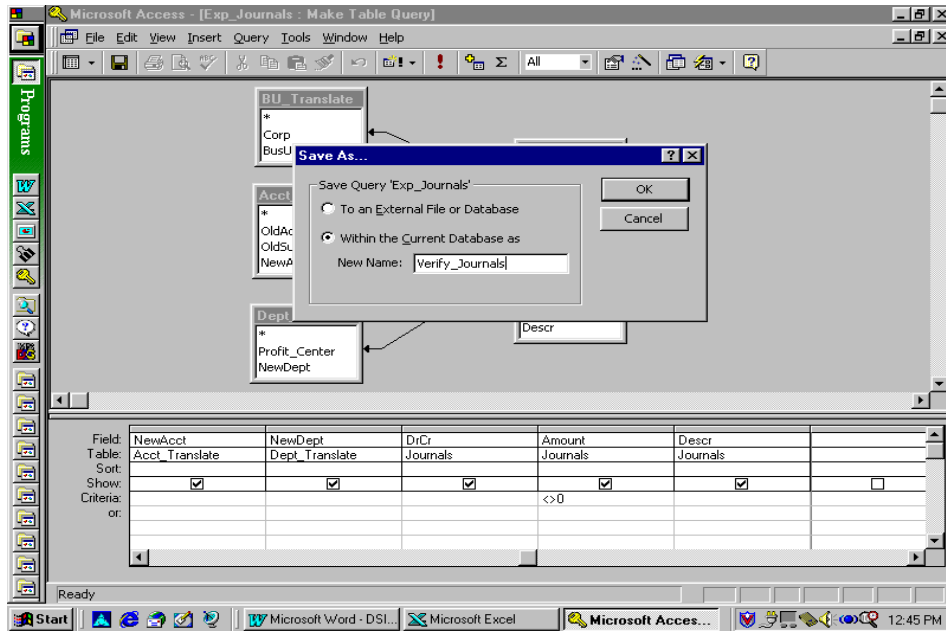 Microsoft Access - [Exp_Journals : Make Table Query]
File Edit View Insert Query Tools Window Help
All
Programs
BU_Translate
*
Corp
BusU
Save As...
Save Query 'Exp_Journals'
To an External File or Database
Within the Current Database as
New Name: Verify_Journals
OK
Cancel
Acct
*
OldAc
OldSu
NewA
Dept
*
Profit_Center
NewDept
Descr
Field: NewAcct NewDept DrCr Amount Descr
Table: Acct_Translate Dept_Translate Journals Journals Journals
Sort:
Show:
Criteria: <>0
or:
Ready
Start Microsoft Word - DSI... Microsoft Excel Microsoft Acces... 12:45 PM